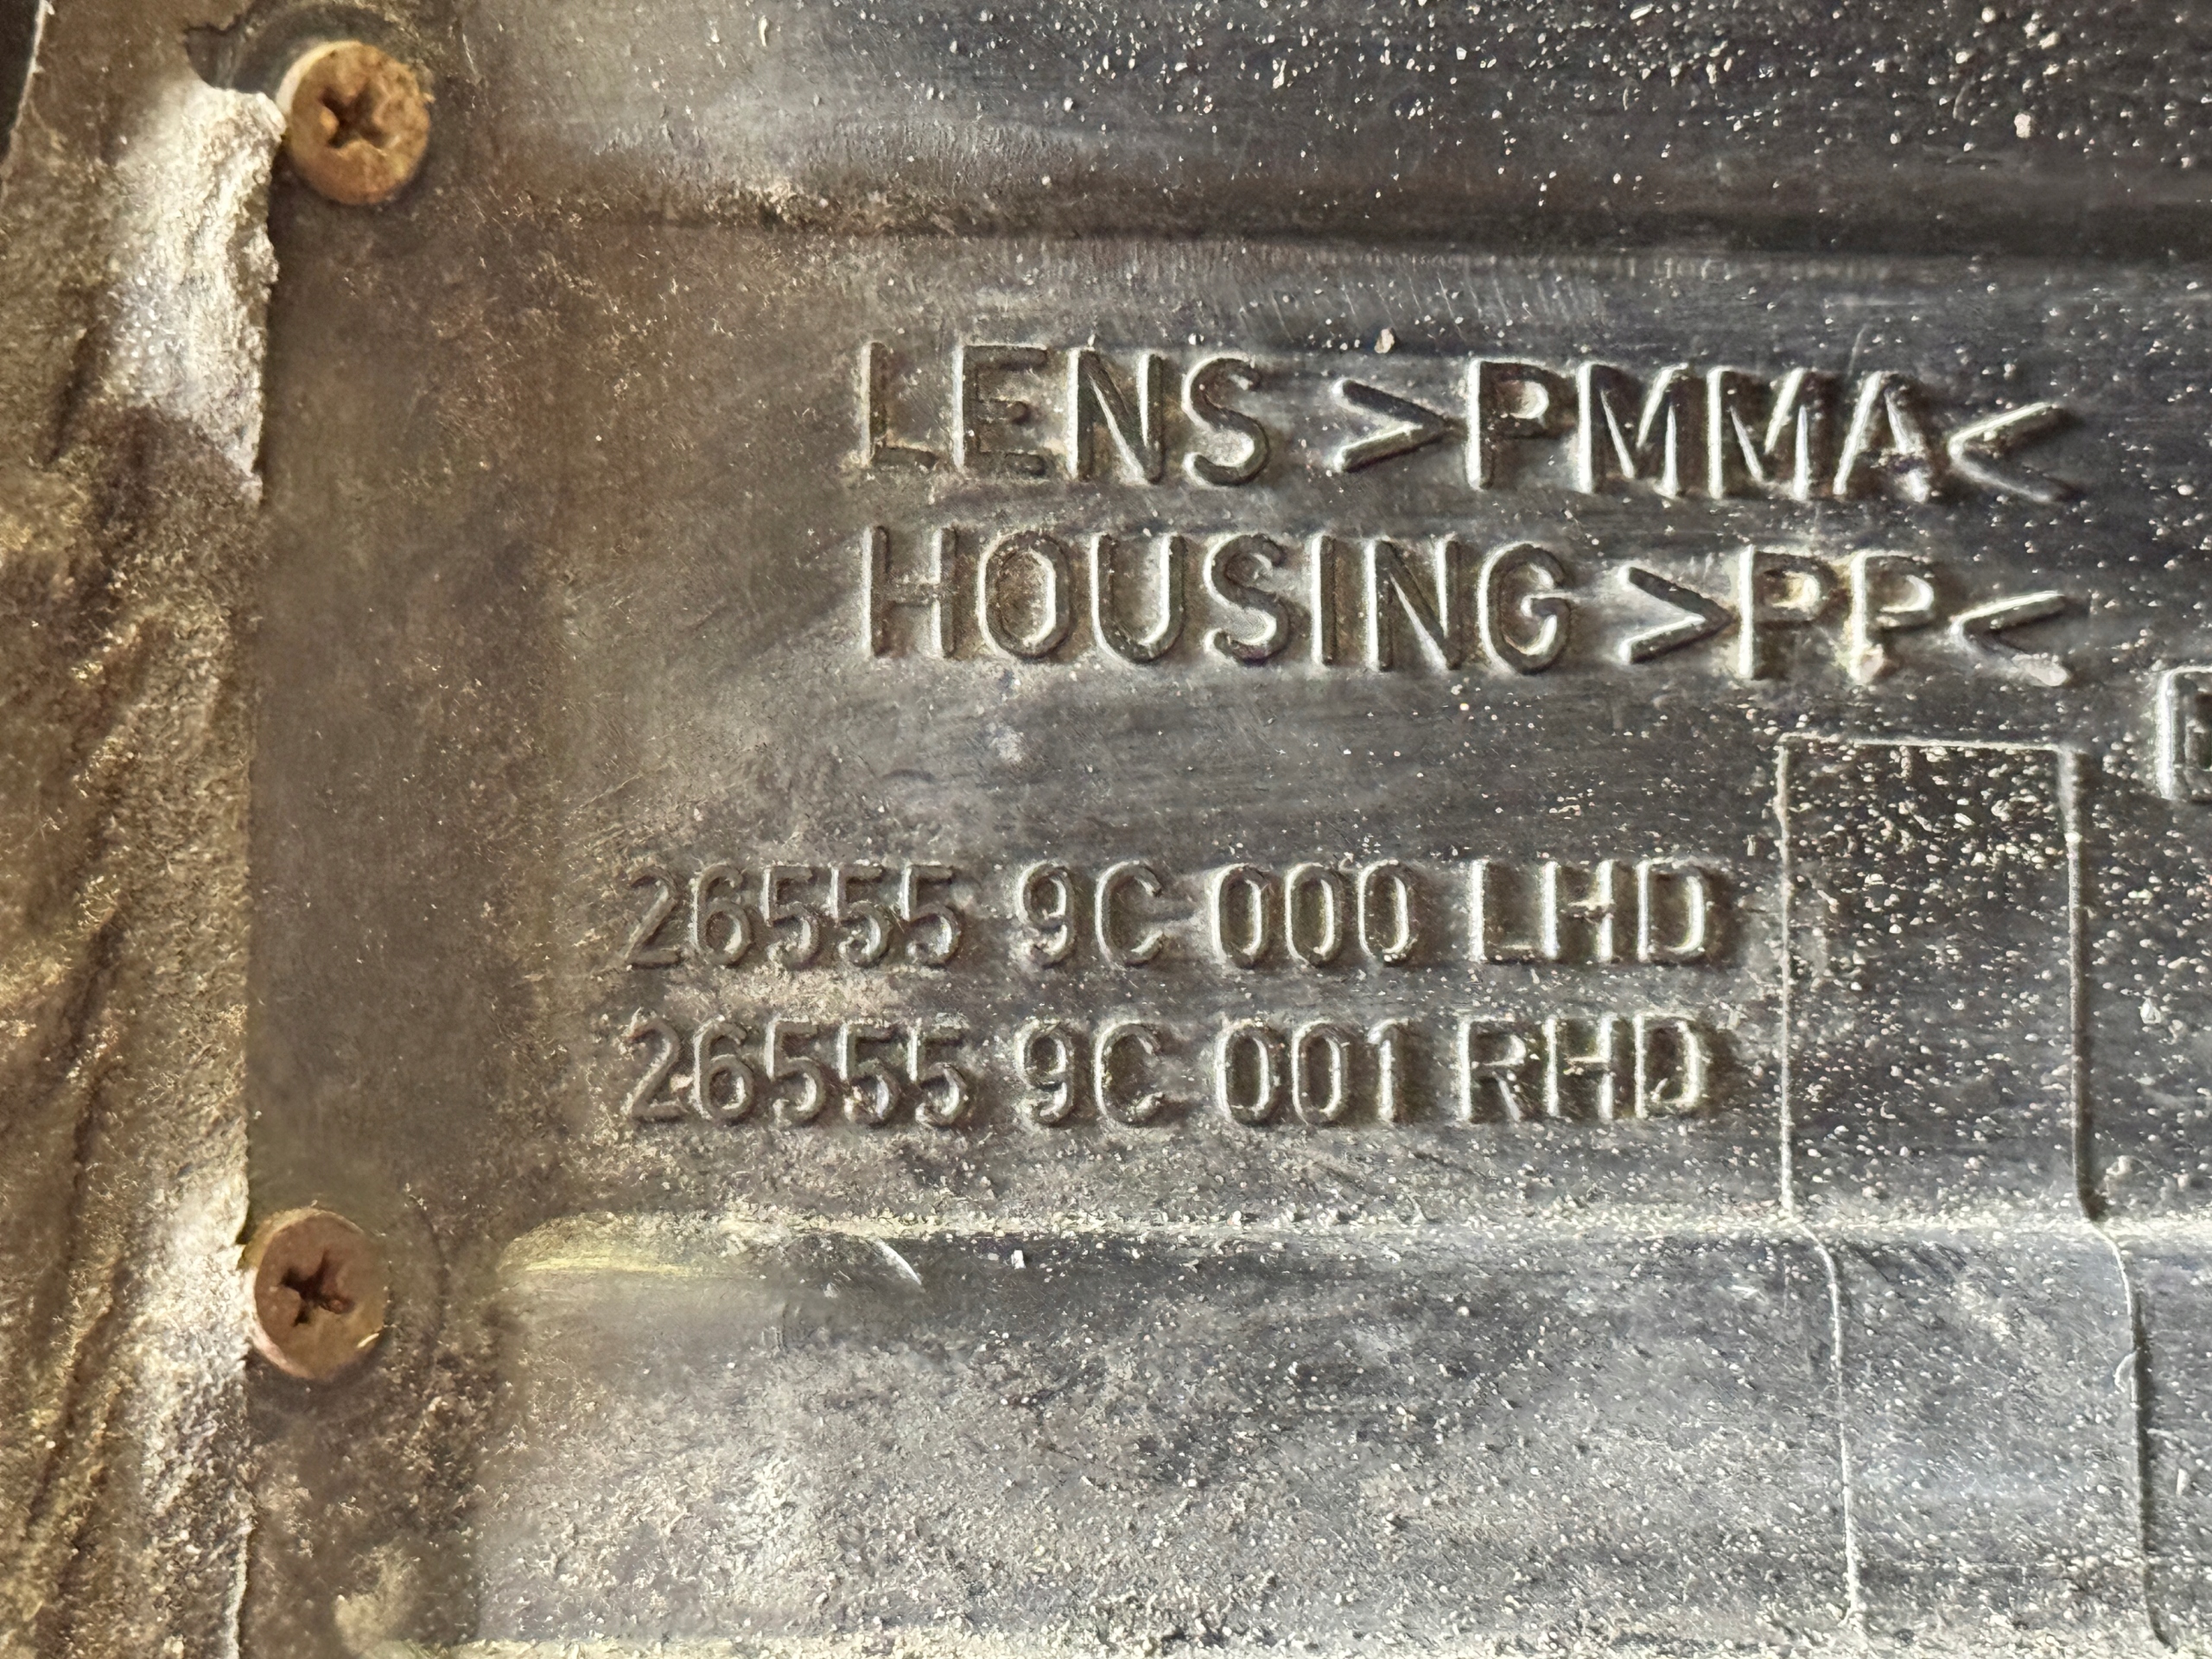 LENS >PMMA<
HOUSING >PP<
26555 9C 000 LHD
26555 9C 001 RHD